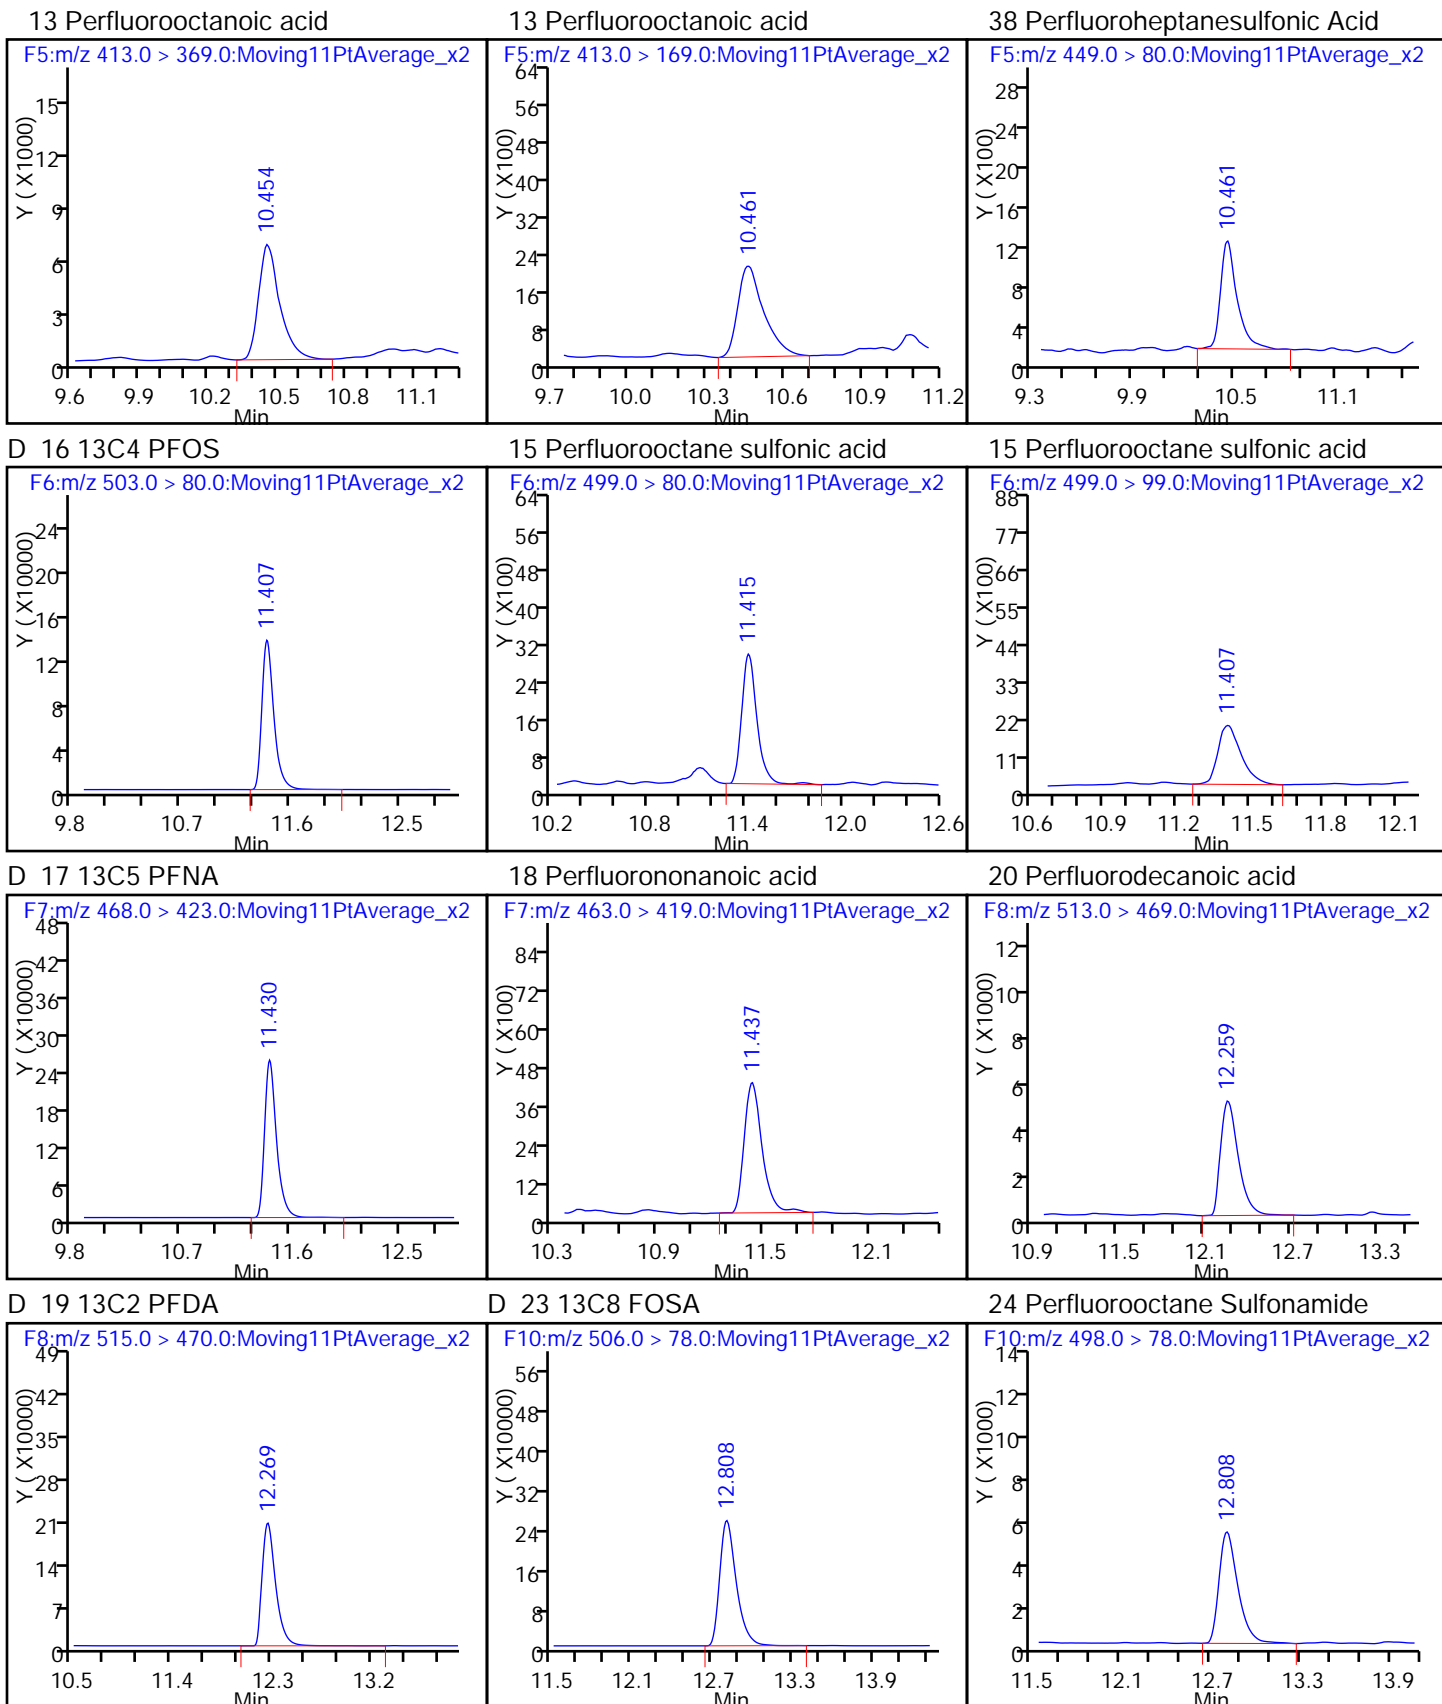 13 Perfluorooctanoic acid
F5:m/z 413.0 > 369.0:Moving11PtAverage_x2
Y ( X1000)
15
12
9
6
3
0
10.454
9.6 9.9 10.2 10.5 10.8 11.1
Min
13 Perfluorooctanoic acid
F5:m/z 413.0 > 169.0:Moving11PtAverage_x2
Y ( X100)
64
56
48
40
32
24
16
8
0
10.461
9.7 10.0 10.3 10.6 10.9 11.2
Min
38 Perfluoroheptanesulfonic Acid
F5:m/z 449.0 > 80.0:Moving11PtAverage_x2
Y ( X100)
28
24
20
16
12
8
4
0
10.461
9.3 9.9 10.5 11.1
Min
D 16 13C4 PFOS
F6:m/z 503.0 > 80.0:Moving11PtAverage_x2
Y ( X10000)
24
20
16
12
8
4
0
11.407
9.8 10.7 11.6 12.5
Min
15 Perfluorooctane sulfonic acid
F6:m/z 499.0 > 80.0:Moving11PtAverage_x2
Y ( X100)
64
56
48
40
32
24
16
8
0
11.415
10.2 10.8 11.4 12.0 12.6
Min
15 Perfluorooctane sulfonic acid
F6:m/z 499.0 > 99.0:Moving11PtAverage_x2
Y ( X100)
88
77
66
55
44
33
22
11
0
11.407
10.6 10.9 11.2 11.5 11.8 12.1
Min
D 17 13C5 PFNA
F7:m/z 468.0 > 423.0:Moving11PtAverage_x2
Y ( X10000)
48
42
36
30
24
18
12
6
0
11.430
9.8 10.7 11.6 12.5
Min
18 Perfluorononanoic acid
F7:m/z 463.0 > 419.0:Moving11PtAverage_x2
Y ( X100)
84
72
60
48
36
24
12
0
11.437
10.3 10.9 11.5 12.1
Min
20 Perfluorodecanoic acid
F8:m/z 513.0 > 469.0:Moving11PtAverage_x2
Y ( X1000)
12
10
8
6
4
2
0
12.259
10.9 11.5 12.1 12.7 13.3
Min
D 19 13C2 PFDA
F8:m/z 515.0 > 470.0:Moving11PtAverage_x2
Y ( X10000)
49
42
35
28
21
14
7
0
12.269
10.5 11.4 12.3 13.2
Min
D 23 13C8 FOSA
F10:m/z 506.0 > 78.0:Moving11PtAverage_x2
Y ( X10000)
56
48
40
32
24
16
8
0
12.808
11.5 12.1 12.7 13.3 13.9
Min
24 Perfluorooctane Sulfonamide
F10:m/z 498.0 > 78.0:Moving11PtAverage_x2
Y ( X1000)
14
12
10
8
6
4
2
0
12.808
11.5 12.1 12.7 13.3 13.9
Min